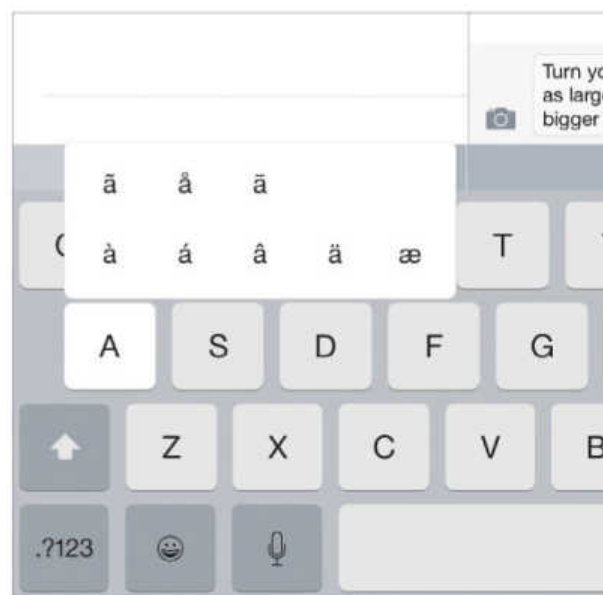 Turn yo
as larg
bigger
ã å ā
à á â ä æ
T
A S D F G
Z X C V B
.?123